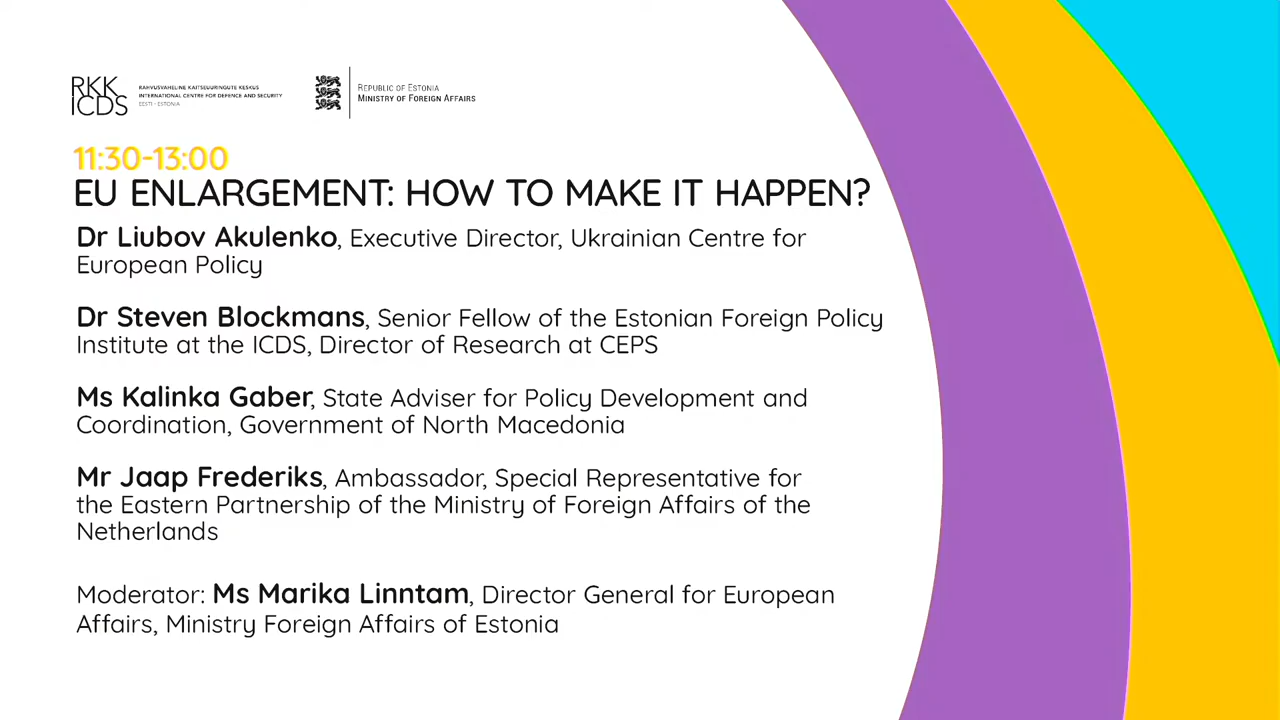 RKK
ICDS
RAHVUSVAHELINE KAITSEUURINGUTE KESKUS
INTERNATIONAL CENTRE FOR DEFENCE AND SECURITY
EESTI · ESTONIA
REPUBLIC OF ESTONIA
MINISTRY OF FOREIGN AFFAIRS
11:30-13:00
EU ENLARGEMENT: HOW TO MAKE IT HAPPEN?
Dr Liubov Akulenko, Executive Director, Ukrainian Centre for
European Policy
Dr Steven Blockmans, Senior Fellow of the Estonian Foreign Policy
Institute at the ICDS, Director of Research at CEPS
Ms Kalinka Gaber, State Adviser for Policy Development and
Coordination, Government of North Macedonia
Mr Jaap Frederiks, Ambassador, Special Representative for
the Eastern Partnership of the Ministry of Foreign Affairs of the
Netherlands
Moderator: Ms Marika Linntam, Director General for European
Affairs, Ministry Foreign Affairs of Estonia